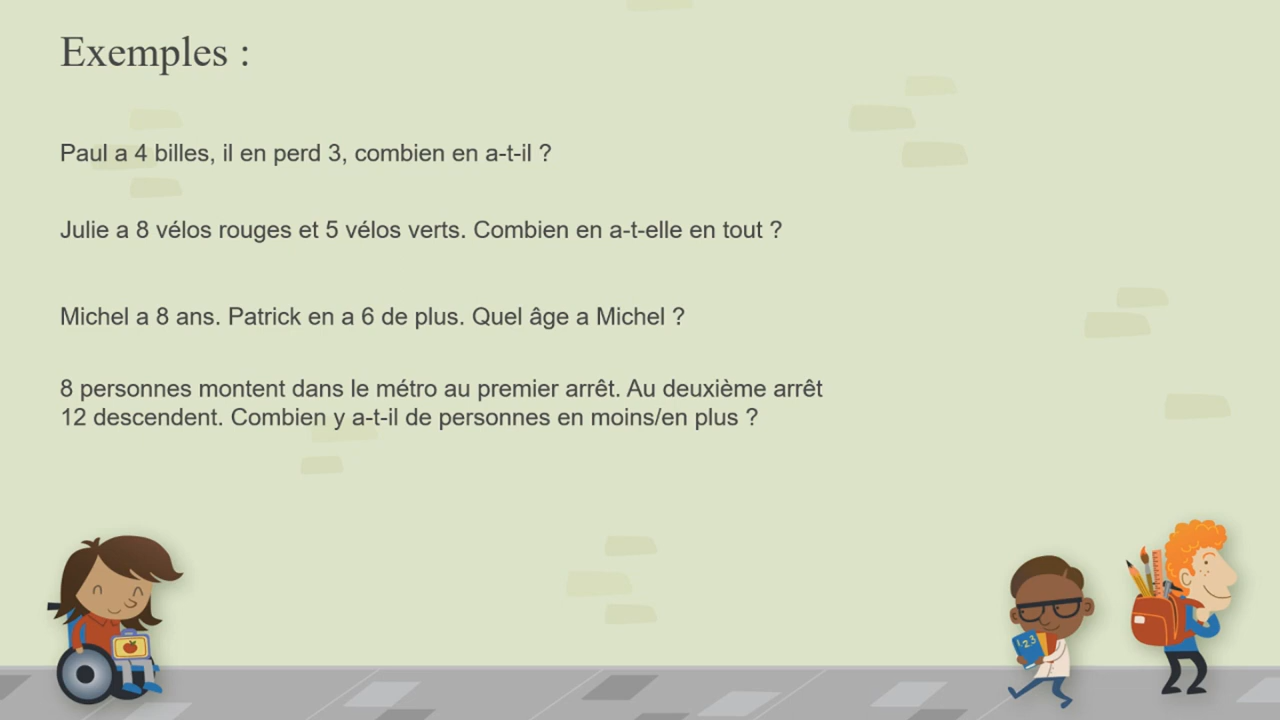 Exemples :
Paul a 4 billes, il en perd 3, combien en a-t-il ?
Julie a 8 vélos rouges et 5 vélos verts. Combien en a-t-elle en tout ?
Michel a 8 ans. Patrick en a 6 de plus. Quel âge a Michel ?
8 personnes montent dans le métro au premier arrêt. Au deuxième arrêt
12 descendent. Combien y a-t-il de personnes en moins/en plus ?
1 2 3